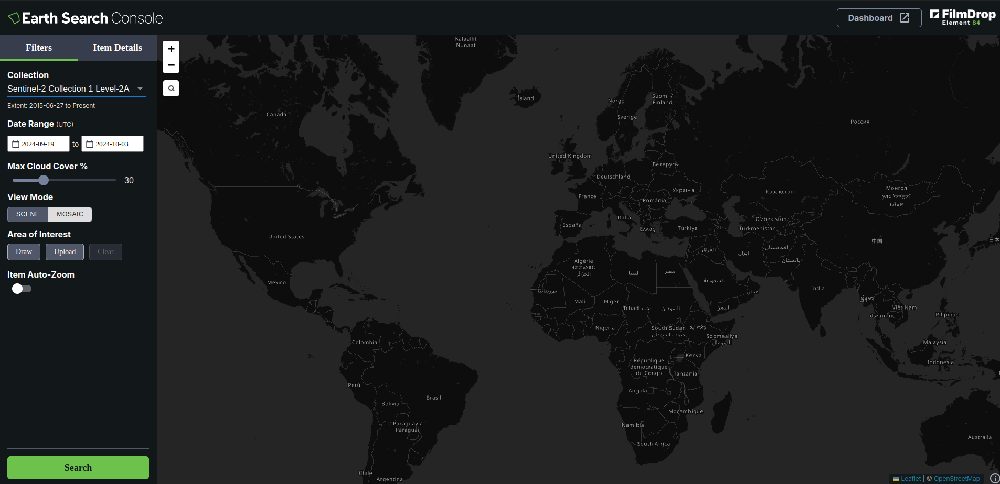 Earth Search Console
Dashboard
FilmDrop
Element 84
Filters
Item Details
Collection
Sentinel-2 Collection 1 Level-2A
Extent: 2015-06-27 to Present
Date Range (UTC)
2024-09-19 to 2024-10-03
Max Cloud Cover %
30
View Mode
SCENE MOSAIC
Area of Interest
Draw Upload Clear
Item Auto-Zoom
Search
+
−
Kalaallit
Nunaat
Ísland
Norge
Suomi /
Finland
Sverige
Canada
Россия
United Kingdom
Беларусь
Deutschland
Україна
France
România
Қазақстан
Монгол
улс
Italia
España
Ελλάς
Türkiye
Oʻzbekiston
Türkmenistan
United States
中国
日本
افغانستان
العراق
ایران
پاکستان
Algérie
ⵍⵣⵣⴰⵢⴻⵔ
الجزائر
ليبيا
مصر
السعودية
México
موريتانيا
عمان
India
မြန်မာ
Mali
Niger
Tchad تشاد
السودان
اليمن
Việt Nam
ประเทศไทย
Pilipinas
Nigeria
South Sudan
جنوب السودان
ኢትዮጵያ
Soomaaliya
الصومال
Colombia
Malaysia
Kenya
République
démocratique
du Congo
Indonesia
Tanzania
Perú
Angola
Brasil
Bolivia
Moçambique
Paraguay /
Paraguái
Namibia
Australia
South Africa
Chile
Argentina
Leaflet | © OpenStreetMap